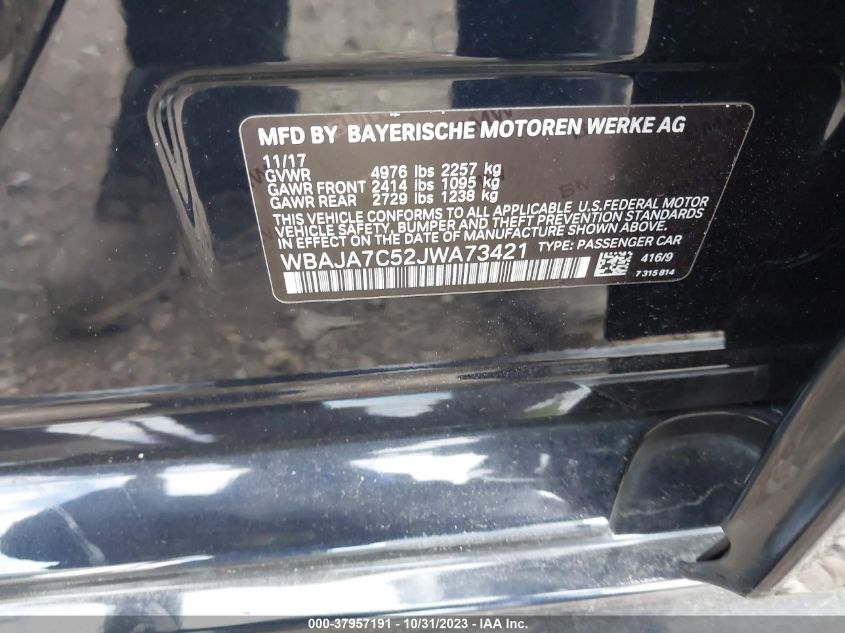 MFD BY BAYERISCHE MOTOREN WERKE AG
11/17
GVWR 4976 lbs 2257 kg
GAWR FRONT 2414 lbs 1095 kg
GAWR REAR 2729 lbs 1238 kg
THIS VEHICLE CONFORMS TO ALL APPLICABLE U.S.FEDERAL MOTOR
VEHICLE SAFETY, BUMPER AND THEFT PREVENTION STANDARDS
IN EFFECT ON THE DATE OF MANUFACTURE SHOWN ABOVE.
WBAJA7C52JWA73421 TYPE: PASSENGER CAR
416/9
7 315 814
000-37957191 - 10/31/2023 - IAA Inc.